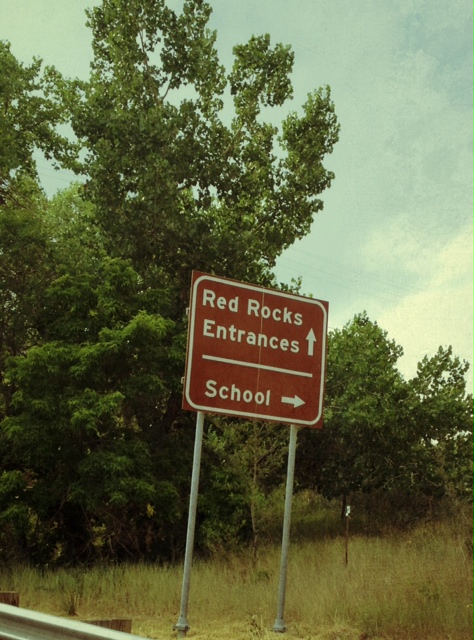 Red Rocks
Entrances ↑
School →